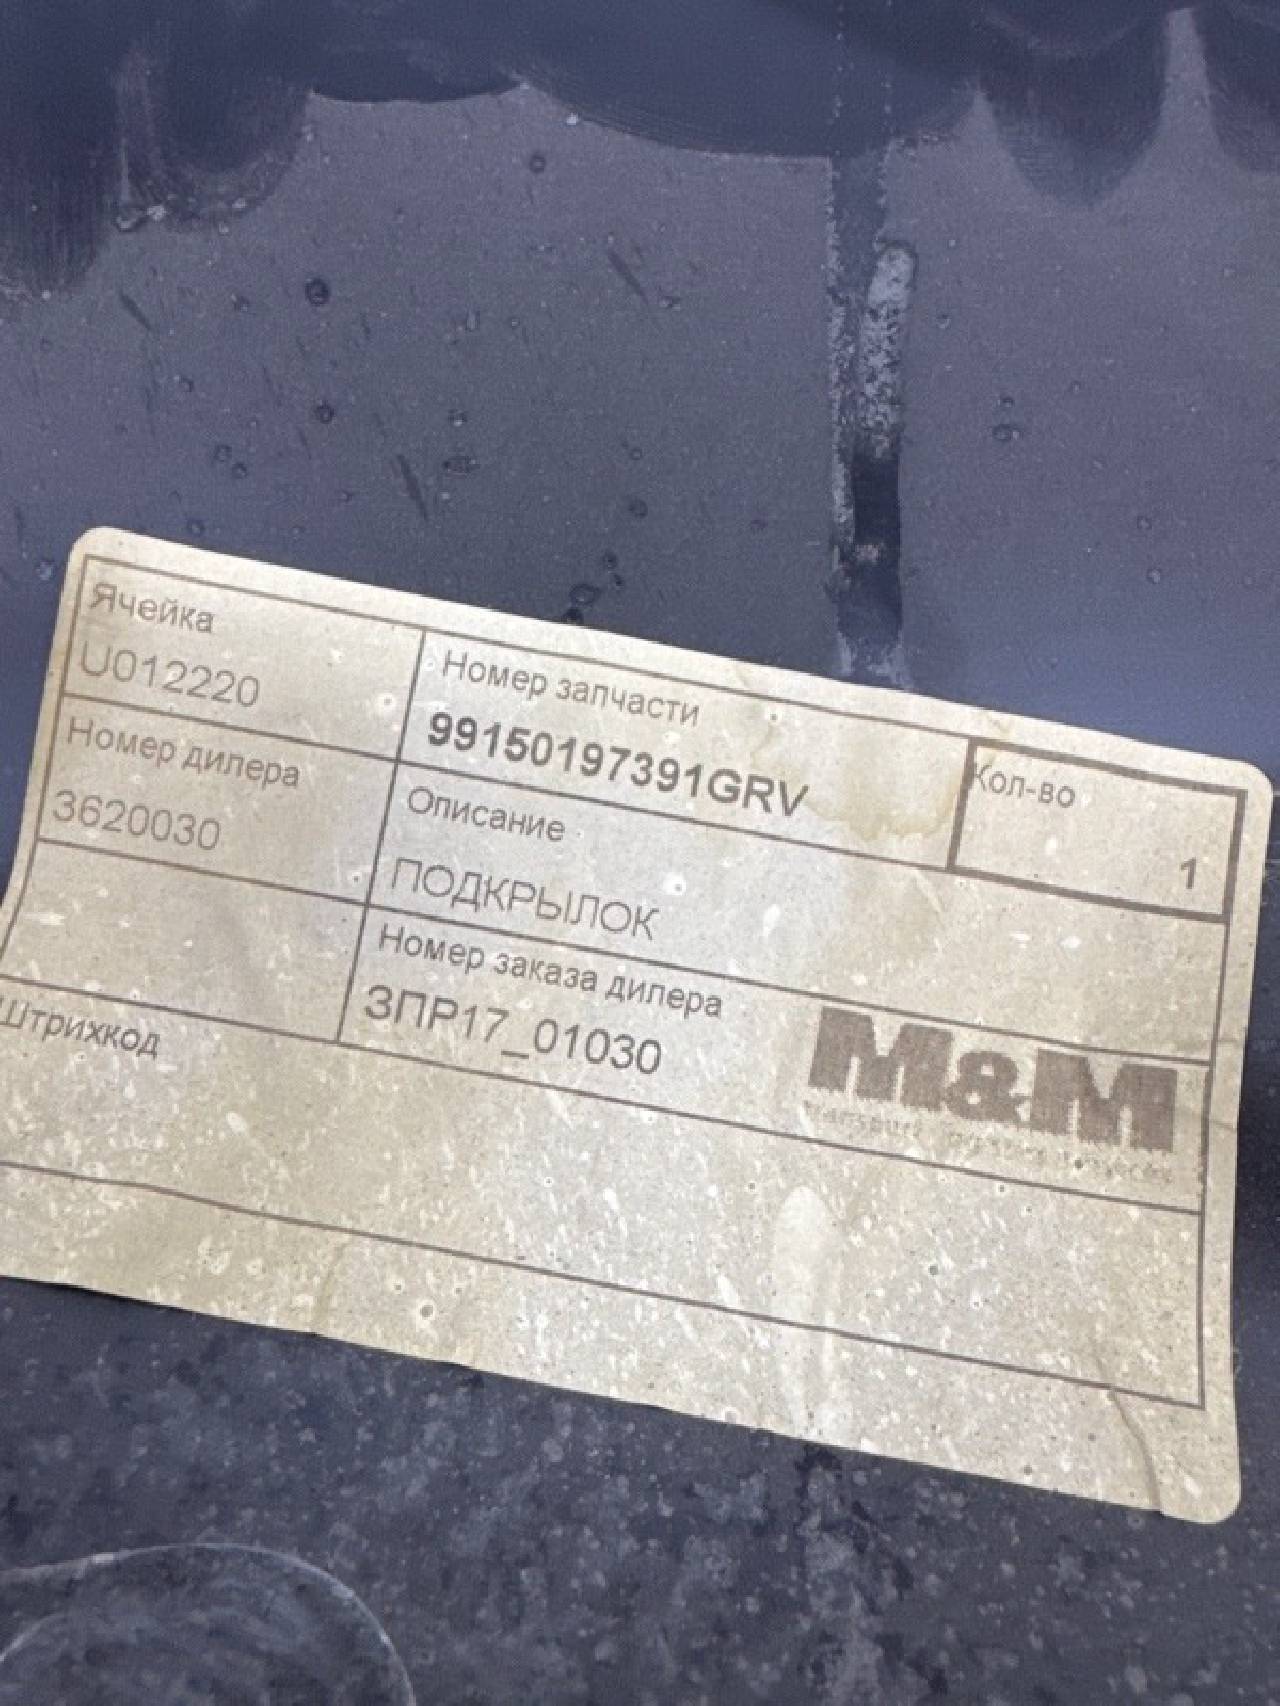 Ячейка
U012220
Номер запчасти
99150197391GRV
Кол-во
1
Номер дилера
3620030
Описание
ПОДКРЫЛОК
Номер заказа дилера
ЗПР17_01030
M&M
Штрихкод